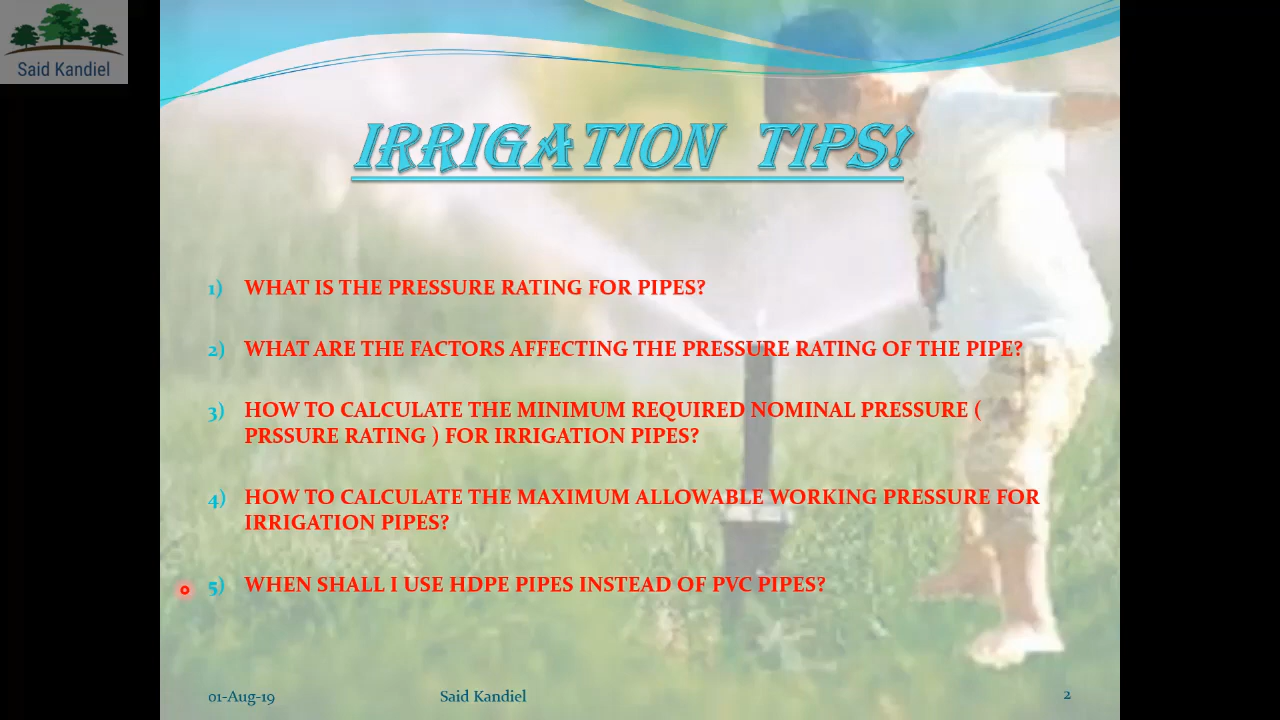 Said Kandiel
IRRIGATION TIPS!
1) WHAT IS THE PRESSURE RATING FOR PIPES?
2) WHAT ARE THE FACTORS AFFECTING THE PRESSURE RATING OF THE PIPE?
3) HOW TO CALCULATE THE MINIMUM REQUIRED NOMINAL PRESSURE (
PRSSURE RATING ) FOR IRRIGATION PIPES?
4) HOW TO CALCULATE THE MAXIMUM ALLOWABLE WORKING PRESSURE FOR
IRRIGATION PIPES?
5) WHEN SHALL I USE HDPE PIPES INSTEAD OF PVC PIPES?
01-Aug-19
Said Kandiel
2